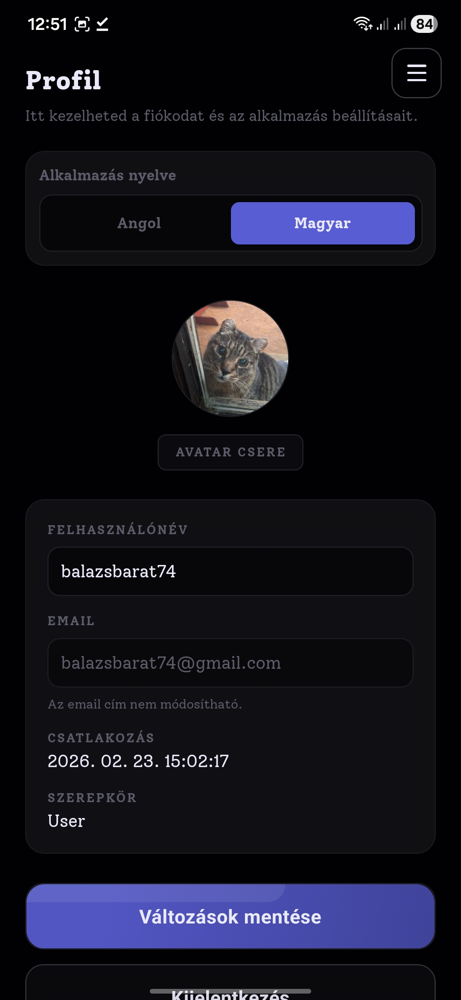 12:51
84
Profil
Itt kezelheted a fiókodat és az alkalmazás beállításait.
Alkalmazás nyelve
Angol
Magyar
AVATAR CSERE
FELHASZNÁLÓNÉV
balazsbarat74
EMAIL
balazsbarat74@gmail.com
Az email cím nem módosítható.
CSATLAKOZÁS
2026. 02. 23. 15:02:17
SZEREPKÖR
User
Változások mentése
Kijelentkezés